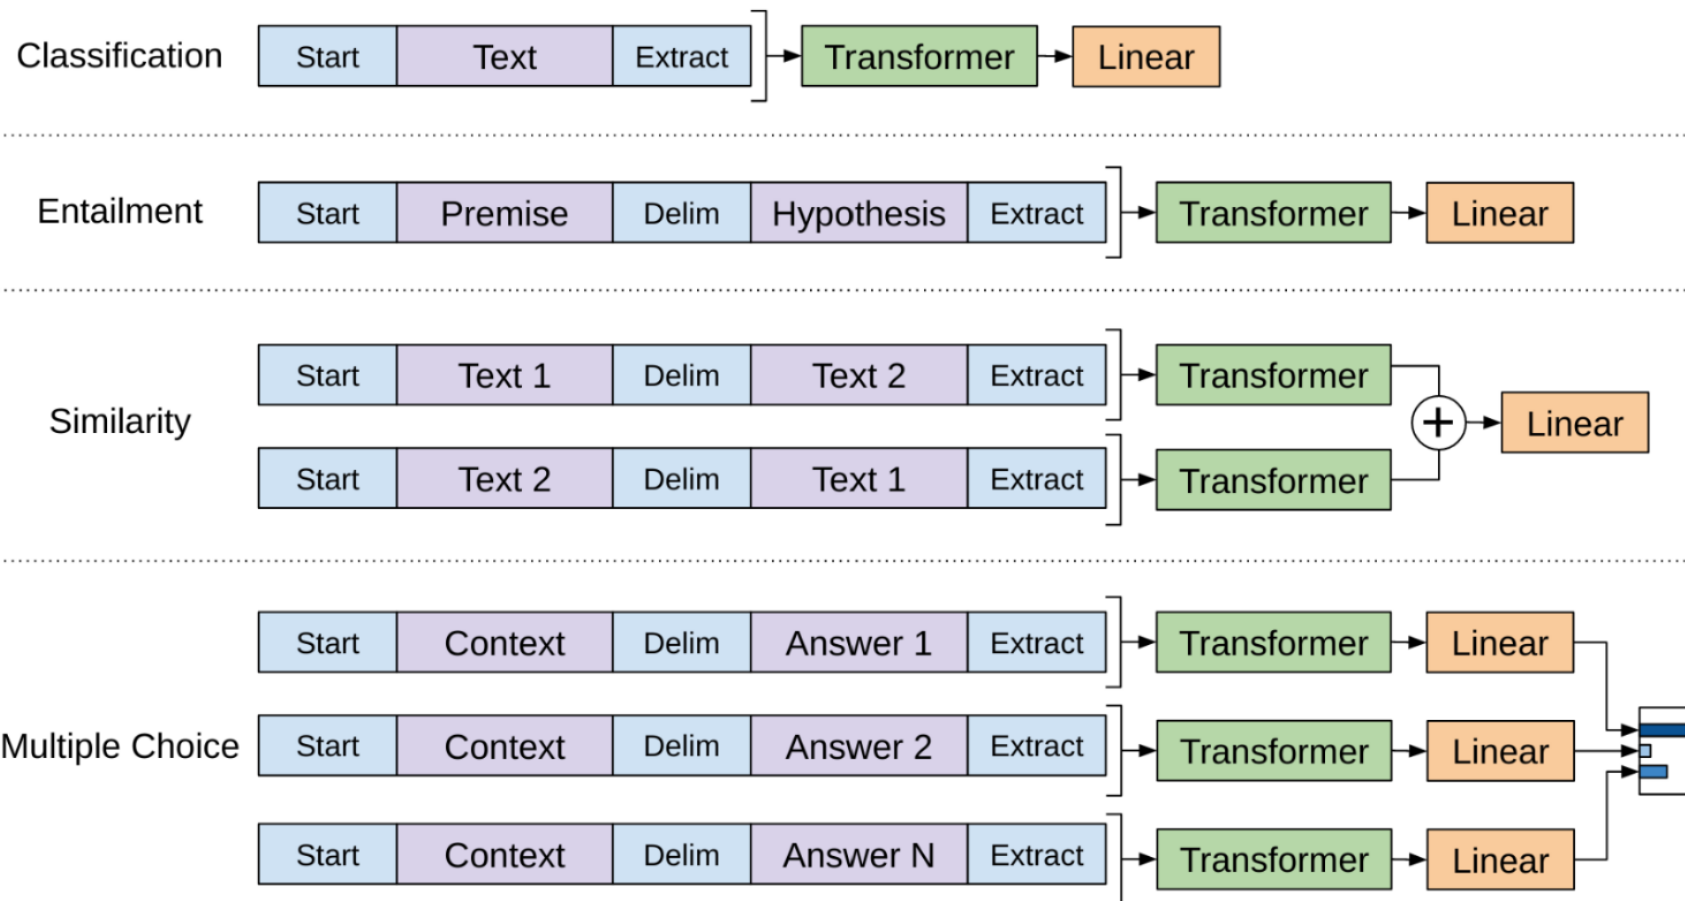 Classification Start Text Extract Transformer Linear
Entailment Start Premise Delim Hypothesis Extract Transformer Linear
Start Text 1 Delim Text 2 Extract Transformer
Similarity + Linear
Start Text 2 Delim Text 1 Extract Transformer
Start Context Delim Answer 1 Extract Transformer Linear
Multiple Choice Start Context Delim Answer 2 Extract Transformer Linear
Start Context Delim Answer N Extract Transformer Linear